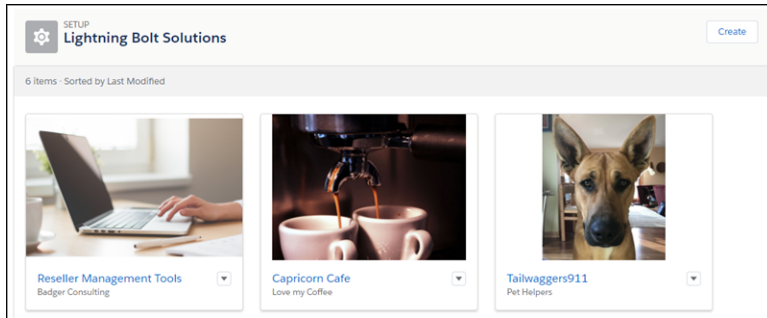 SETUP
Lightning Bolt Solutions
Create
6 items · Sorted by Last Modified
Reseller Management Tools
Badger Consulting
Capricorn Cafe
Love my Coffee
Tailwaggers911
Pet Helpers